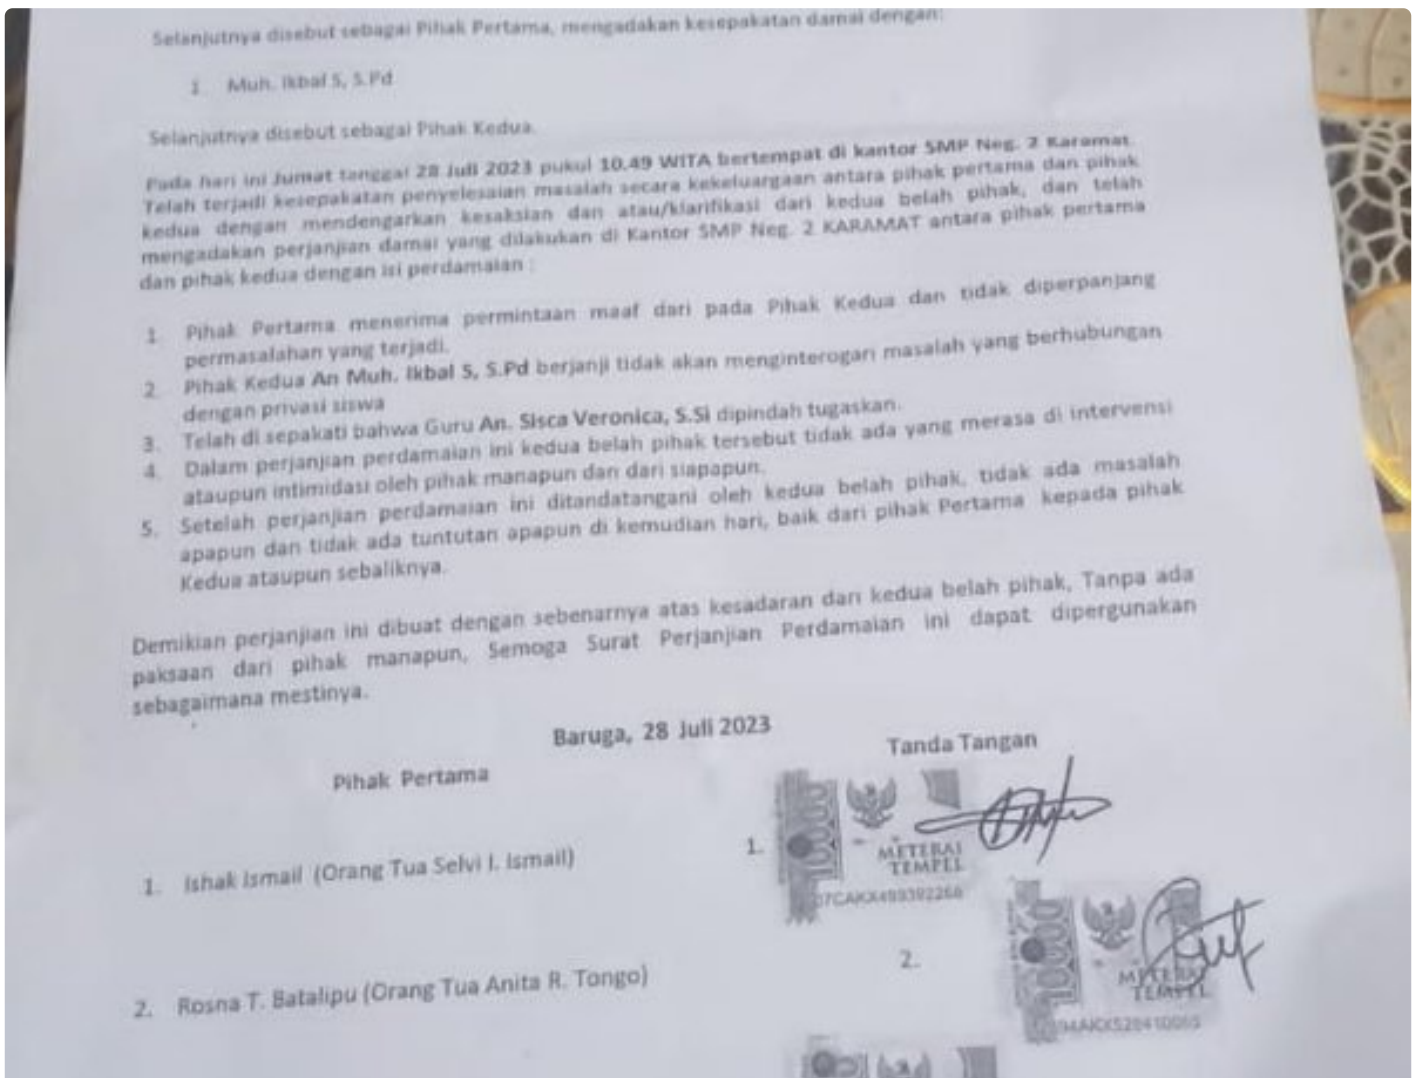 Selanjutnya disebut sebagai Pihak Pertama, mengadakan kesepakatan damai dengan:
1 Muh. Ikbal S, S.Pd
Selanjutnya disebut sebagai Pihak Kedua.
Pada hari ini Jumat tanggal 28 Juli 2023 pukul 10.49 WITA bertempat di kantor SMP Neg. 2 Karamat.
Telah terjadi kesepakatan penyelesaian masalah secara kekeluargaan antara pihak pertama dan pihak
kedua dengan mendengarkan kesaksian dan atau/klarifikasi dari kedua belah pihak, dan telah
mengadakan perjanjian damai yang dilakukan di Kantor SMP Neg. 2 KARAMAT antara pihak pertama
dan pihak kedua dengan isi perdamaian :
1 Pihak Pertama menerima permintaan maaf dari pada Pihak Kedua dan tidak diperpanjang
permasalahan yang terjadi.
2 Pihak Kedua An Muh. Ikbal S, S.Pd berjanji tidak akan menginterogasi masalah yang berhubungan
dengan privasi siswa
3. Telah di sepakati bahwa Guru An. Sisca Veronica, S.Si dipindah tugaskan.
4. Dalam perjanjian perdamaian ini kedua belah pihak tersebut tidak ada yang merasa di intervensi
ataupun intimidasi oleh pihak manapun dan dari siapapun.
5. Setelah perjanjian perdamaian ini ditandatangani oleh kedua belah pihak, tidak ada masalah
apapun dan tidak ada tuntutan apapun di kemudian hari, baik dari pihak Pertama kepada pihak
Kedua ataupun sebaliknya.
Demikian perjanjian ini dibuat dengan sebenarnya atas kesadaran dari kedua belah pihak, Tanpa ada
paksaan dari pihak manapun, Semoga Surat Perjanjian Perdamaian ini dapat dipergunakan
sebagaimana mestinya.
Baruga, 28 Juli 2023
Pihak Pertama Tanda Tangan
1. Ishak Ismail (Orang Tua Selvi I. Ismail) 1.
10000
METERAI
TEMPEL
2. Rosna T. Batalipu (Orang Tua Anita R. Tongo) 2.
10000
METERAI
TEMPEL